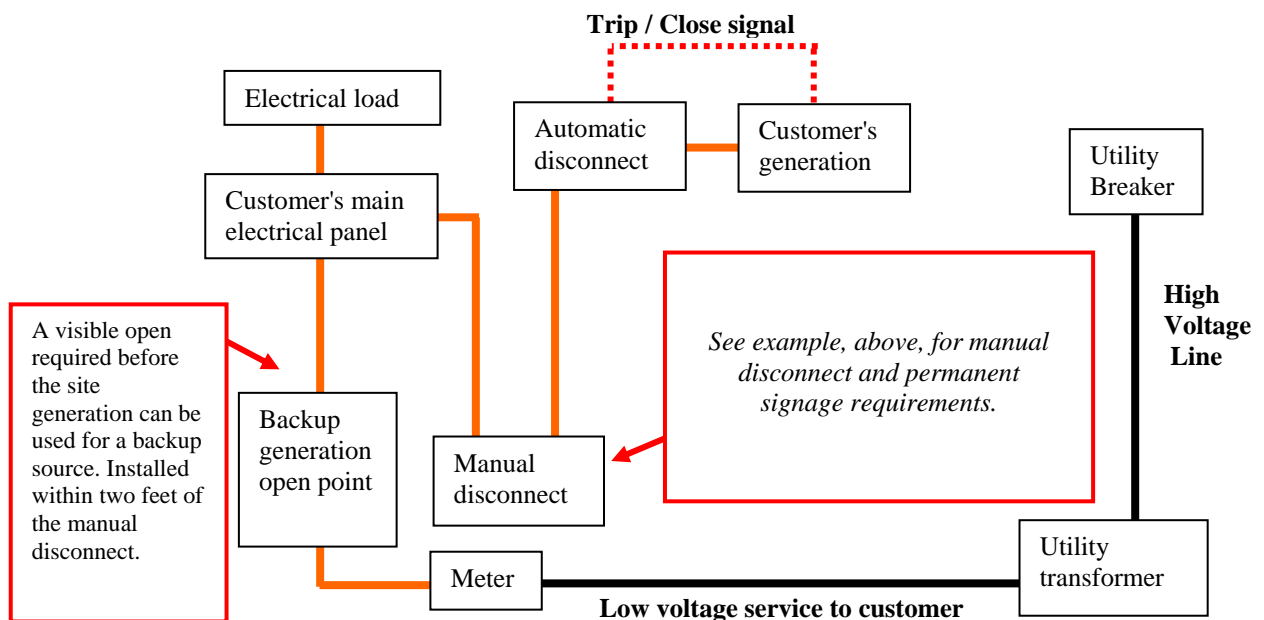 Trip / Close signal
Electrical load
Automatic
disconnect
Customer's
generation
Utility
Breaker
Customer's main
electrical panel
High
Voltage
Line
A visible open
required before
the site
generation can be
used for a backup
source. Installed
within two feet of
the manual
disconnect.
See example, above, for manual
disconnect and permanent
signage requirements.
Backup
generation
open point
Manual
disconnect
Meter
Utility
transformer
Low voltage service to customer